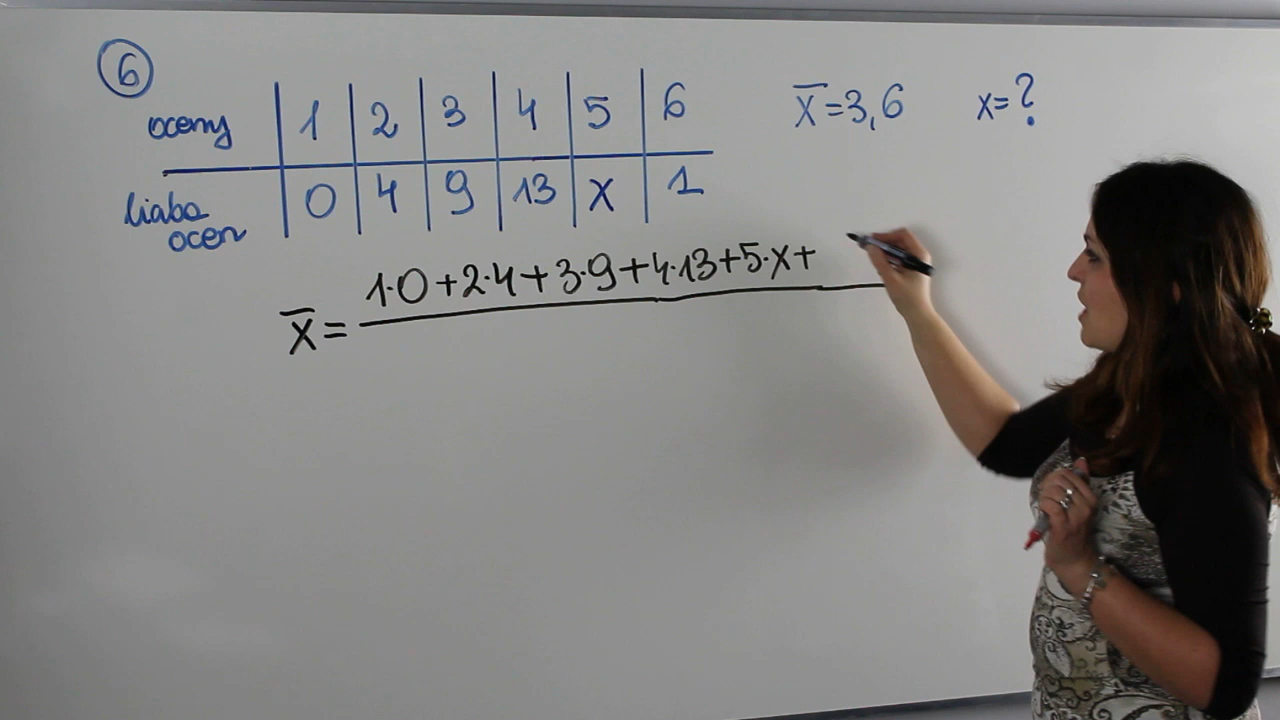 6
oceny | 1 | 2 | 3 | 4 | 5 | 6
liczba ocen | 0 | 4 | 9 | 13 | x | 1
x̄=3,6
x=?
1·0+2·4+3·9+4·13+5·x+
x̄=